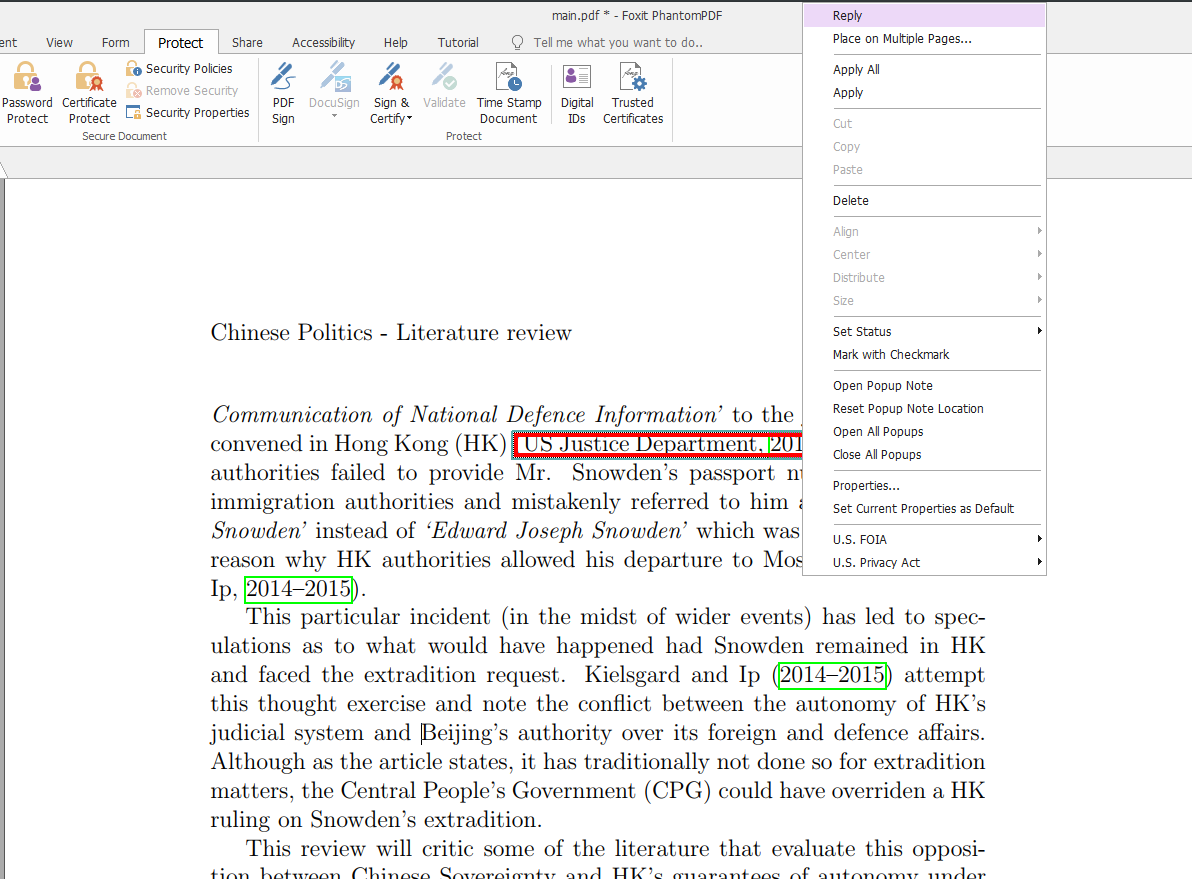 main.pdf * - Foxit PhantomPDF
View Form Protect Share Accessibility Help Tutorial Tell me what you want to do..
Password Protect
Certificate Protect
Security Policies
Remove Security
Security Properties
Secure Document
PDF Sign
DocuSign
Sign & Certify
Validate
Time Stamp Document
Digital IDs
Trusted Certificates
Protect
Reply
Place on Multiple Pages...
Apply All
Apply
Cut
Copy
Paste
Delete
Align
Center
Distribute
Size
Set Status
Mark with Checkmark
Open Popup Note
Reset Popup Note Location
Open All Popups
Close All Popups
Properties...
Set Current Properties as Default
U.S. FOIA
U.S. Privacy Act
Chinese Politics - Literature review
Communication of National Defence Information’ to the
convened in Hong Kong (HK) US Justice Department,
authorities failed to provide Mr. Snowden’s passport
immigration authorities and mistakenly referred to him
Snowden’ instead of ‘Edward Joseph Snowden’ which was
reason why HK authorities allowed his departure to
Ip, 2014–2015).
This particular incident (in the midst of wider events) has led to spec-
ulations as to what would have happened had Snowden remained in HK
and faced the extradition request. Kielsgard and Ip (2014–2015) attempt
this thought exercise and note the conflict between the autonomy of HK’s
judicial system and Beijing’s authority over its foreign and defence affairs.
Although as the article states, it has traditionally not done so for extradition
matters, the Central People’s Government (CPG) could have overriden a HK
ruling on Snowden’s extradition.
This review will critic some of the literature that evaluate this opposi-
tion between Chinese Sovereignty and HK’s guarantees of autonomy under